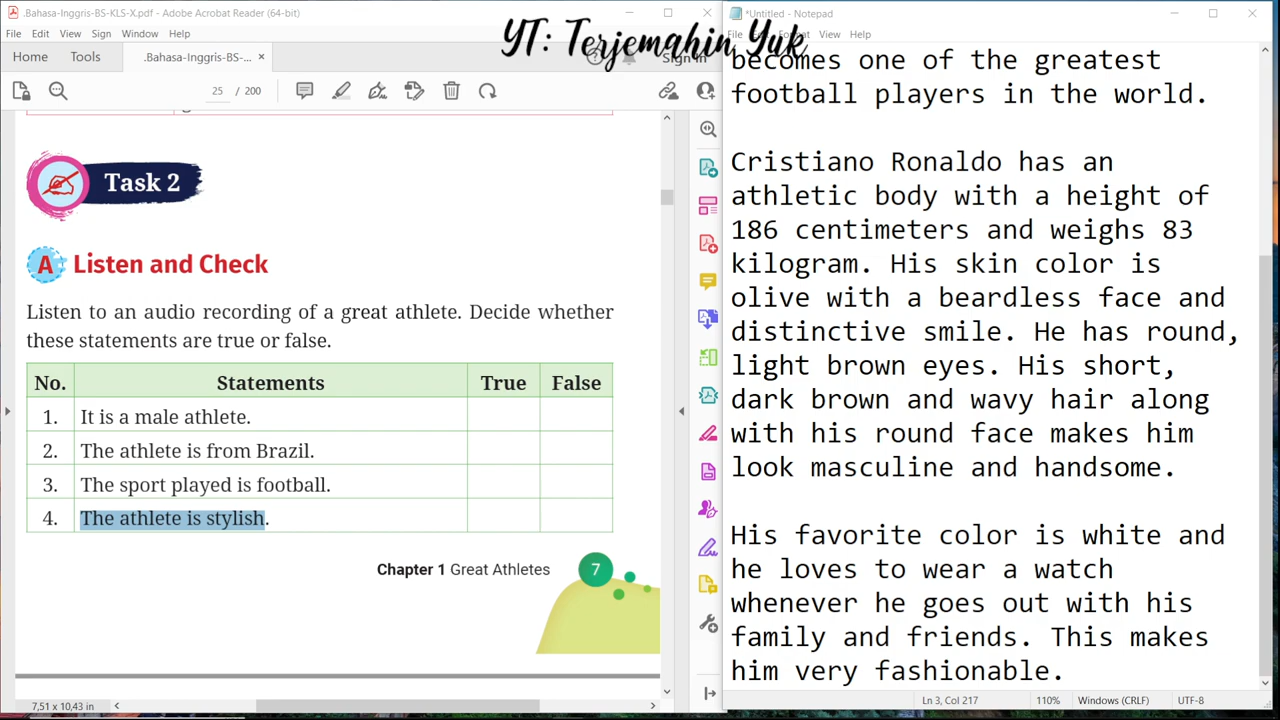 .Bahasa-Inggris-BS-KLS-X.pdf - Adobe Acrobat Reader (64-bit)
File Edit View Sign Window Help
Home Tools .Bahasa-Inggris-BS-... × Sign In
25 / 200
Task 2
A Listen and Check
Listen to an audio recording of a great athlete. Decide whether
these statements are true or false.
No. Statements True False
1. It is a male athlete.
2. The athlete is from Brazil.
3. The sport played is football.
4. The athlete is stylish.
Chapter 1 Great Athletes 7
7,51 x 10,43 in
YT: Terjemahin Yuk
*Untitled - Notepad
File Edit Format View Help
becomes one of the greatest
football players in the world.
Cristiano Ronaldo has an
athletic body with a height of
186 centimeters and weighs 83
kilogram. His skin color is
olive with a beardless face and
distinctive smile. He has round,
light brown eyes. His short,
dark brown and wavy hair along
with his round face makes him
look masculine and handsome.
His favorite color is white and
he loves to wear a watch
whenever he goes out with his
family and friends. This makes
him very fashionable.
Ln 3, Col 217 110% Windows (CRLF) UTF-8